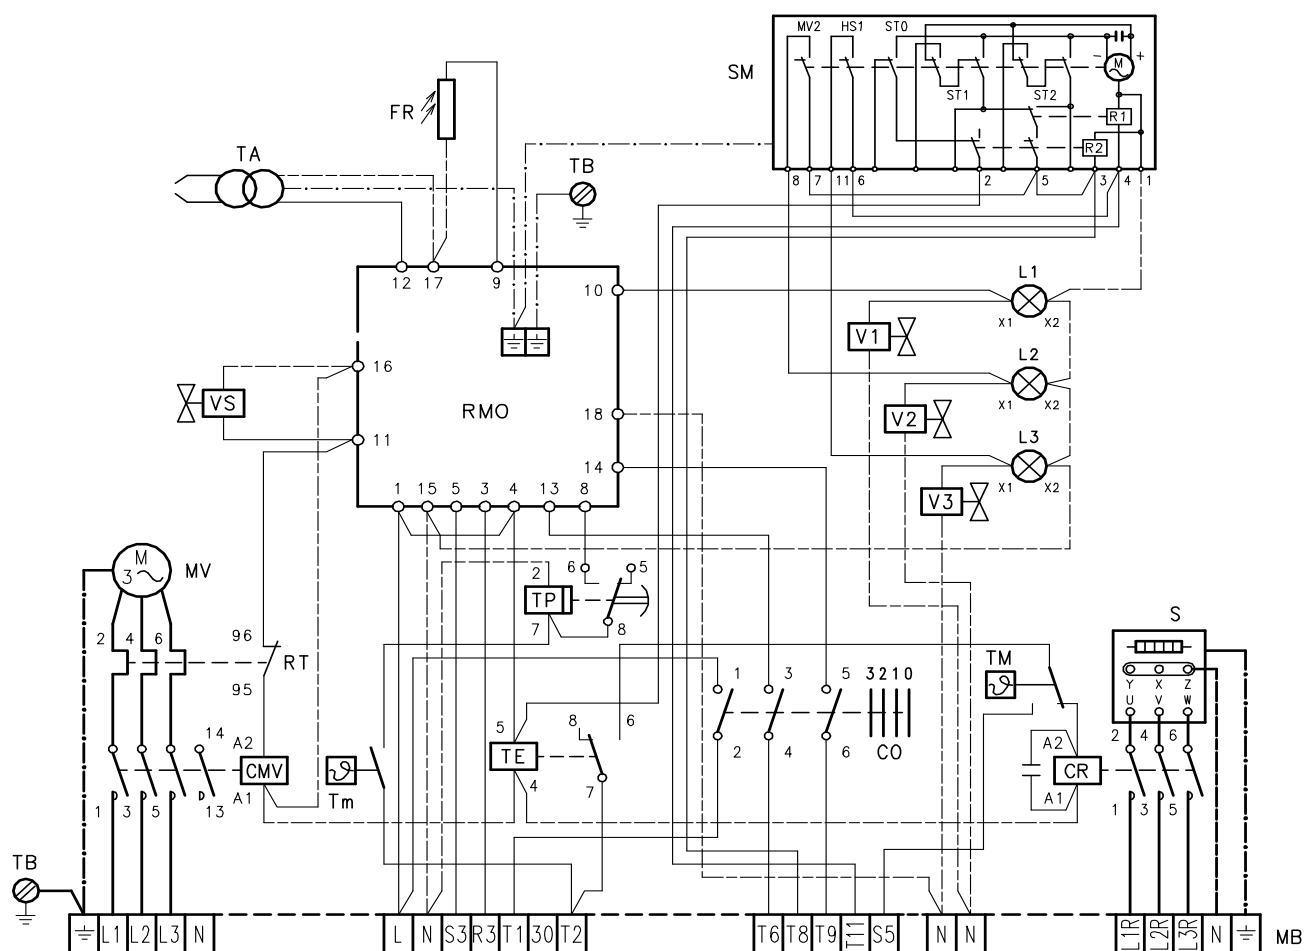 MV2 HS1 ST0
SM
M
- +
ST1 ST2
R1
R2
8 7 11 6 2 5 3 4 1
FR
TA
TB
12 17 9
10
L1
X1 X2
V1
16
L2
X1 X2
VS
RMO
18
V2
11
L3
14
X1 X2
1 15 5 3 4 13 8
V3
M
3
MV
2 6 5
TP
7 8
S
2 4 6
96
RT
95
TM
1 3 5
3 2 1 0
Y X Z
U V W
14
A2
CMV
A1
13
1 3 5
Tm
5
TE
4
8 6
7
2 4 6
CO
A2
CR
A1
2 4 6
1 3 5
TB
L1 L2 L3 N
L N S3 R3 T1 30 T2
T6 T8 T9 T11 S5
N N
L1R L2R L3R N
MB